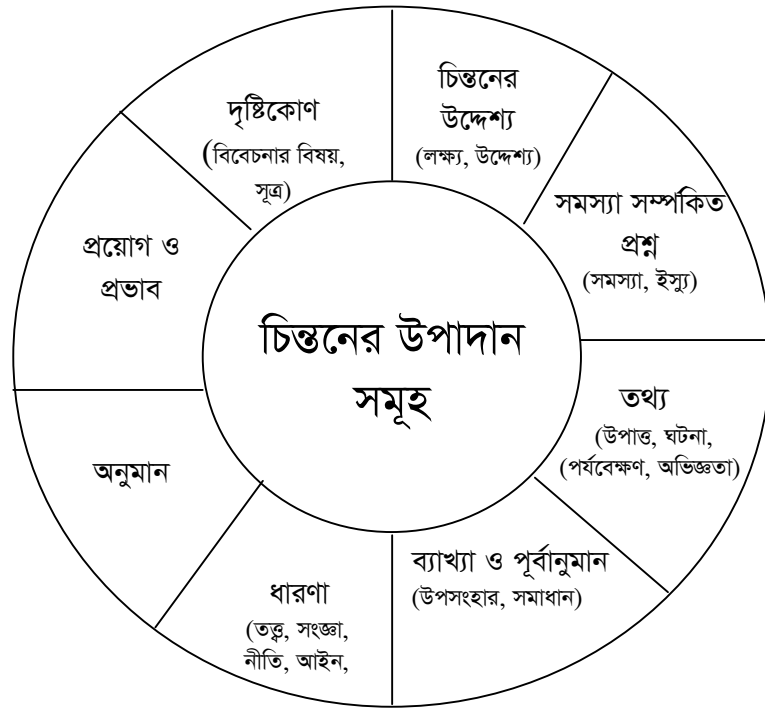 চিন্তনের
উদ্দেশ্য
(লক্ষ্য, উদ্দেশ্য)
সমস্যা সম্পকিত
প্রশ্ন
(সমস্যা, ইস্যু)
তথ্য
(উপাত্ত, ঘটনা,
(পর্যবেক্ষণ, অভিজ্ঞতা)
ব্যাখ্যা ও পূর্বানুমান
(উপসংহার, সমাধান)
ধারণা
(তত্ত্ব, সংজ্ঞা,
নীতি, আইন,
অনুমান
প্রয়োগ ও
প্রভাব
দৃষ্টিকোণ
(বিবেচনার বিষয়,
সূত্র)
চিন্তনের উপাদান
সমূহ